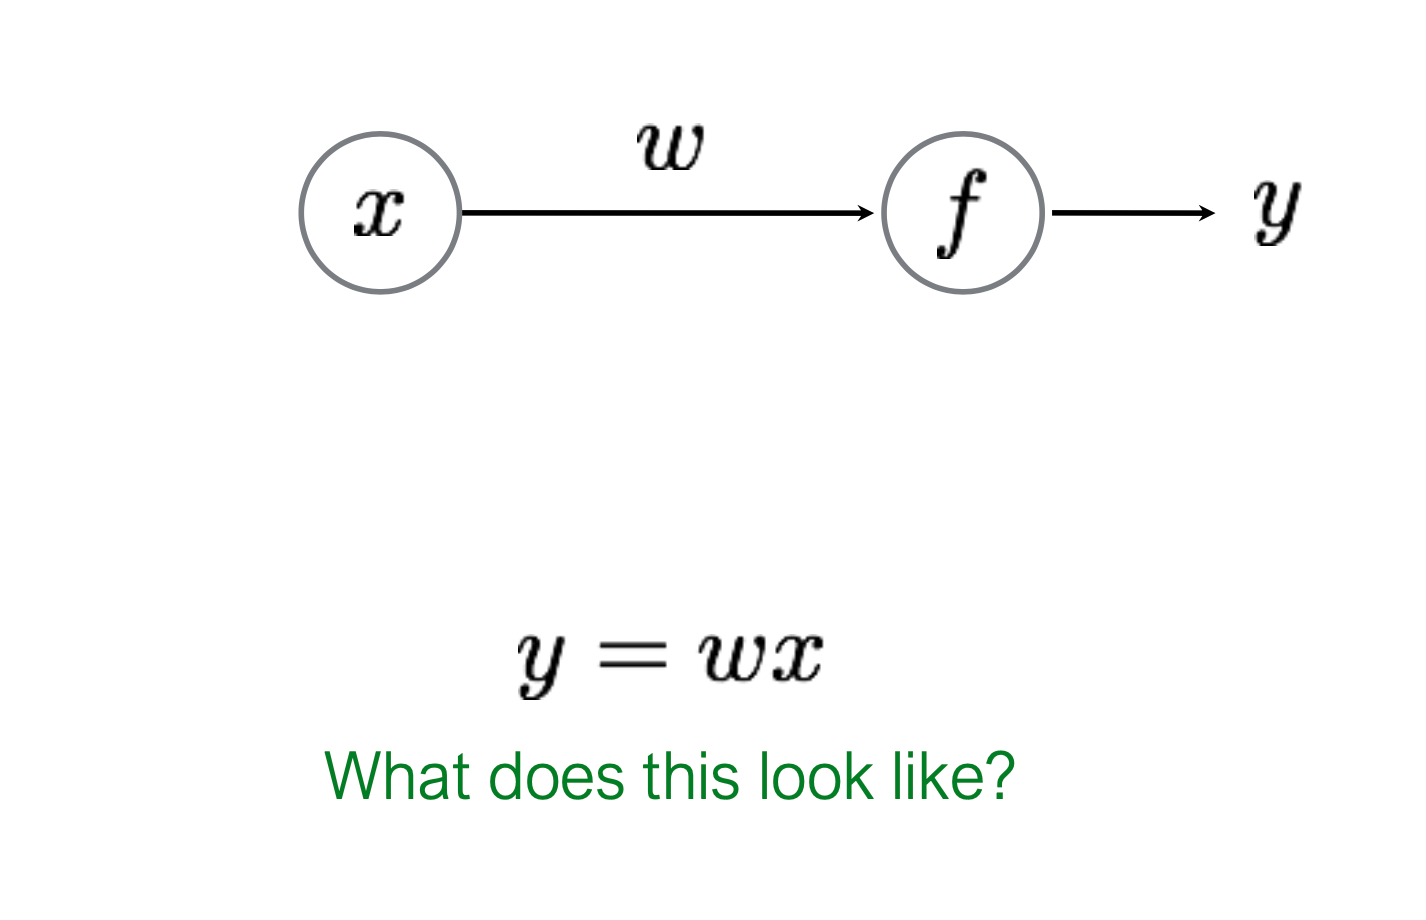 w
x f y
y = wx
What does this look like?